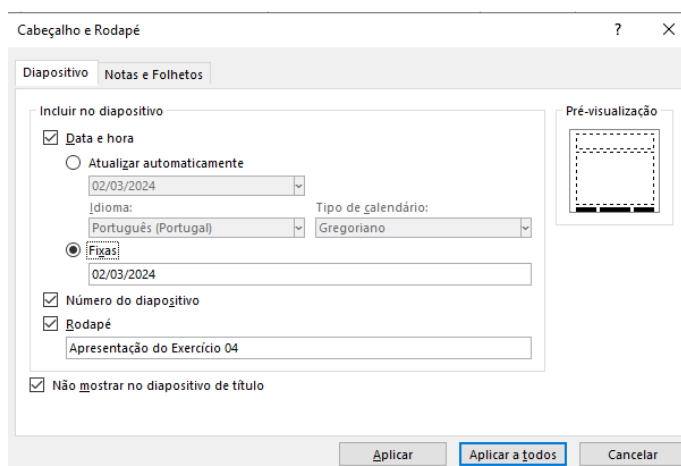 Cabeçalho e Rodapé ? ×
Diapositivo Notas e Folhetos
Incluir no diapositivo Pré-visualização
Data e hora
Atualizar automaticamente
02/03/2024
Idioma: Tipo de calendário:
Português (Portugal) Gregoriano
Fixas
02/03/2024
Número do diapositivo
Rodapé
Apresentação do Exercício 04
Não mostrar no diapositivo de título
Aplicar Aplicar a todos Cancelar